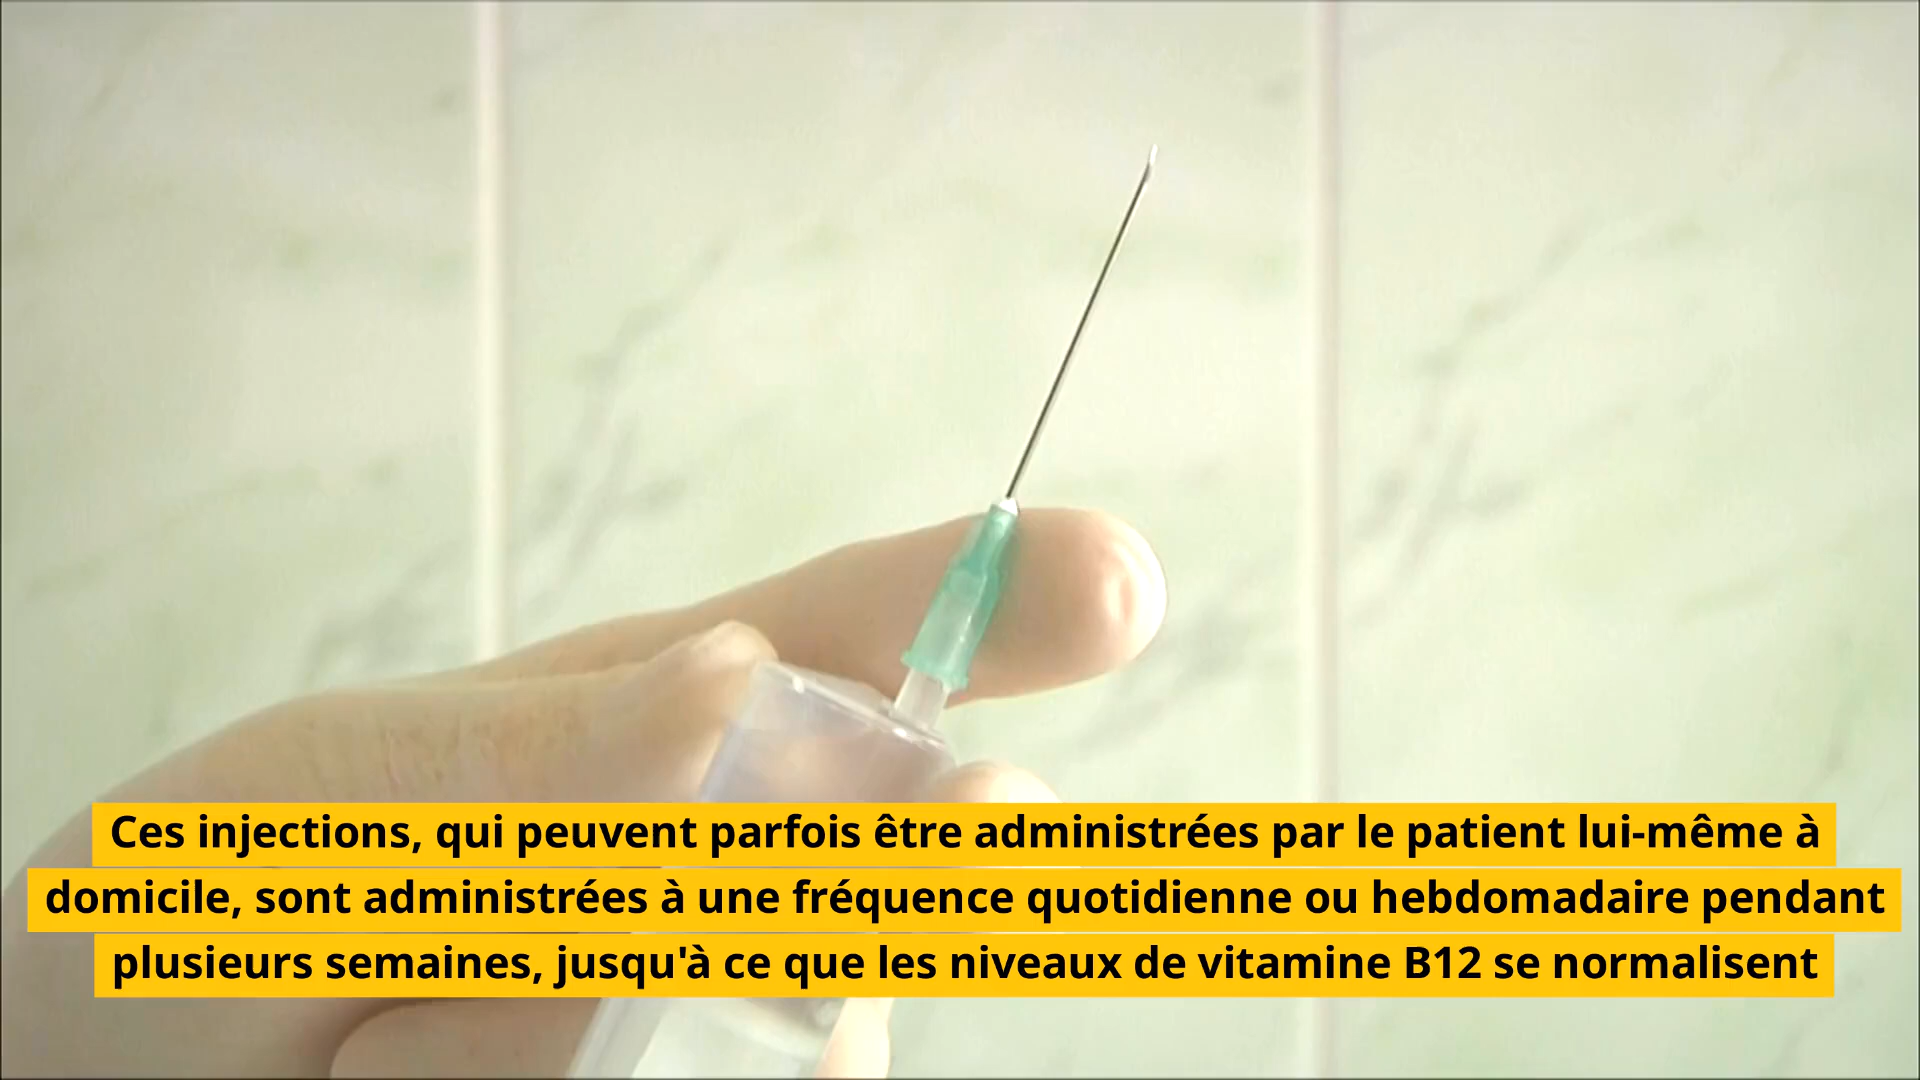 Ces injections, qui peuvent parfois être administrées par le patient lui-même à
domicile, sont administrées à une fréquence quotidienne ou hebdomadaire pendant
plusieurs semaines, jusqu'à ce que les niveaux de vitamine B12 se normalisent